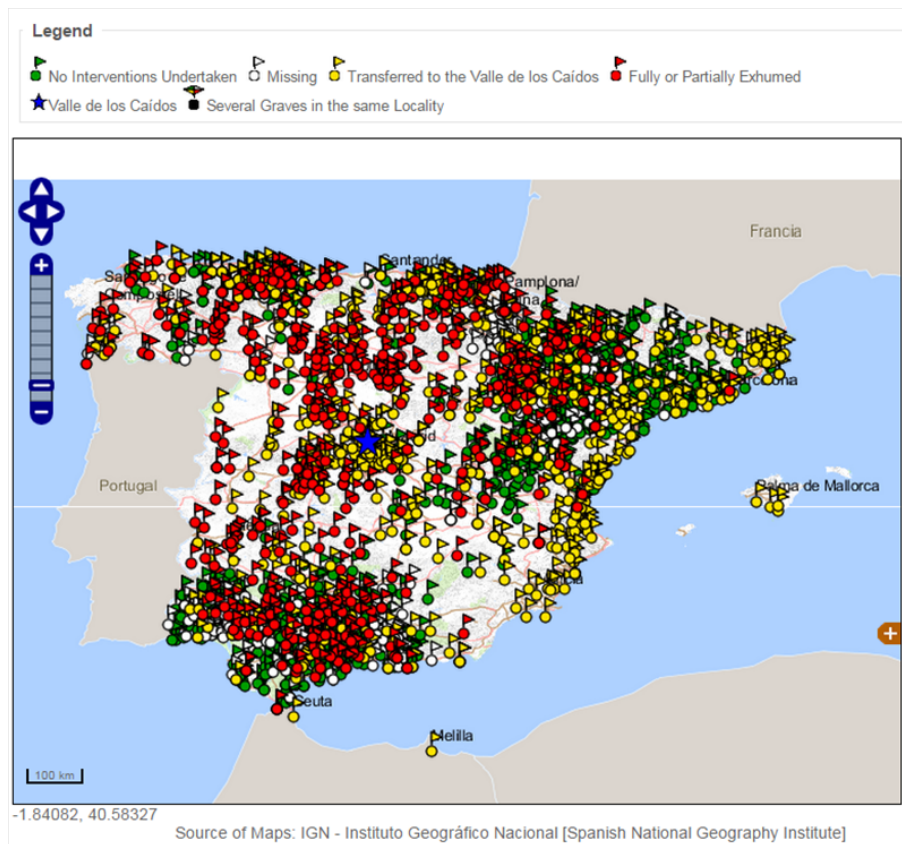 Legend
No Interventions Undertaken Missing Transferred to the Valle de los Caídos Fully or Partially Exhumed
Valle de los Caídos Several Graves in the same Locality
Francia
Santander
Pamplona/
Portugal
Palma de Mallorca
Ceuta
Melilla
100 km
-1.84082, 40.58327
Source of Maps: IGN - Instituto Geográfico Nacional [Spanish National Geography Institute]